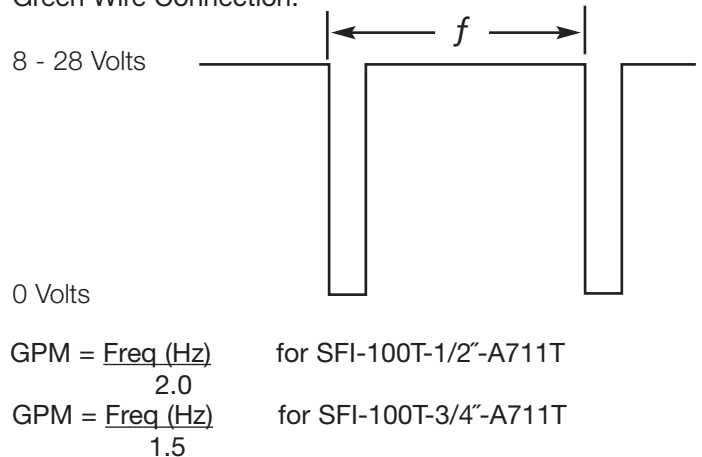 Green Wire Connection:
f
8 - 28 Volts
0 Volts
GPM = Freq (Hz) for SFI-100T-1/2˝-A711T
2.0
GPM = Freq (Hz) for SFI-100T-3/4˝-A711T
1.5